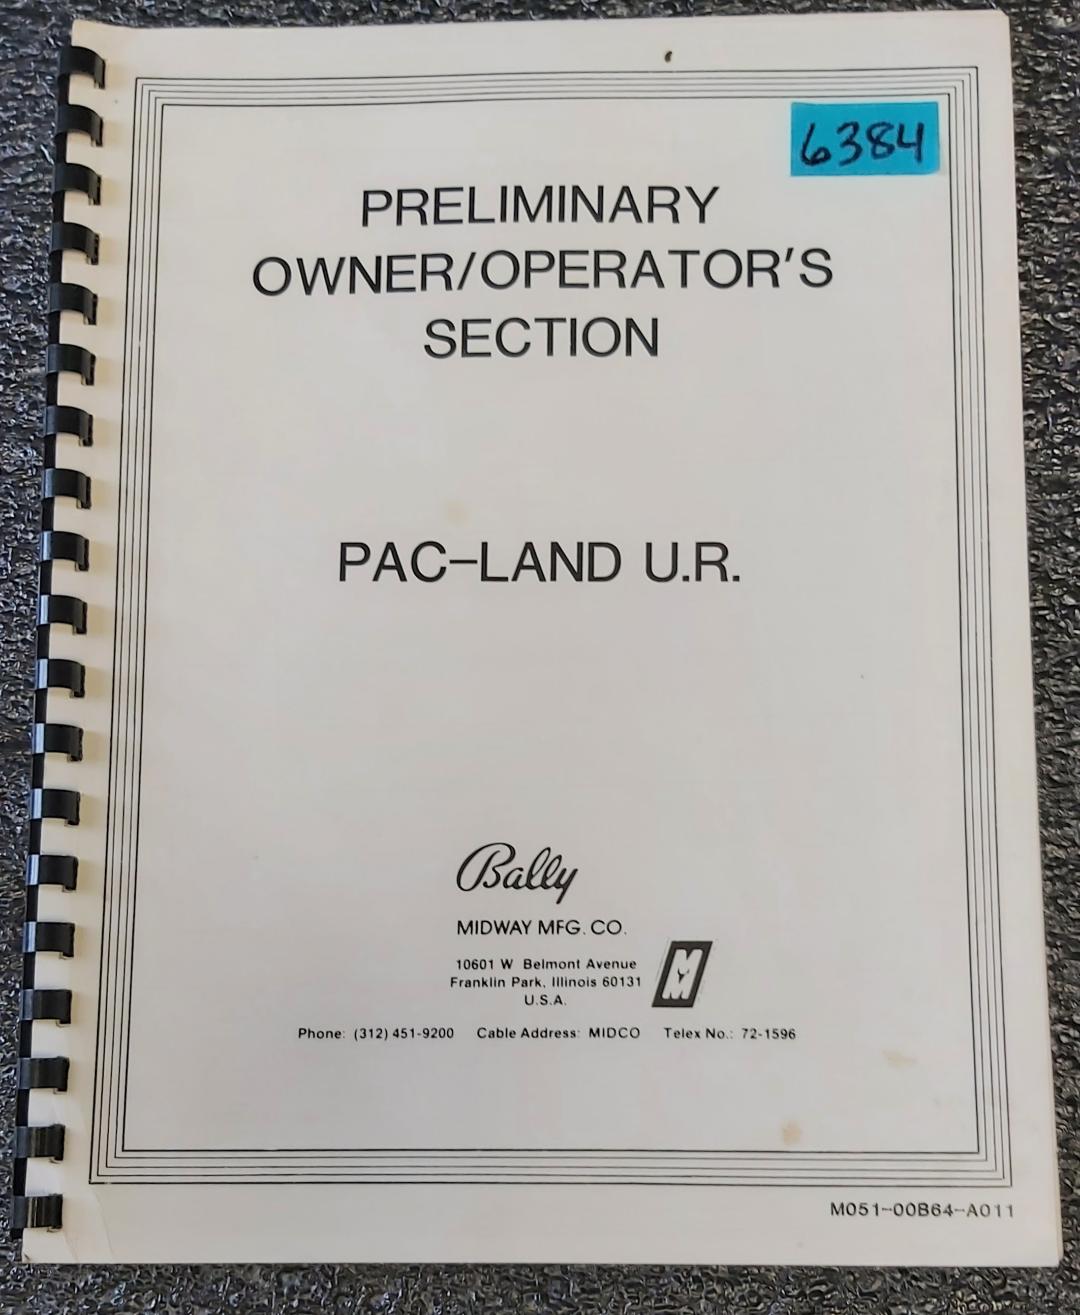 6384
PRELIMINARY
OWNER/OPERATOR'S
SECTION
PAC-LAND U.R.
Bally
MIDWAY MFG. CO.
10601 W Belmont Avenue
Franklin Park, Illinois 60131
U.S.A.
Phone: (312) 451-9200 Cable Address: MIDCO Telex No.: 72-1596
M051-00B64-A011